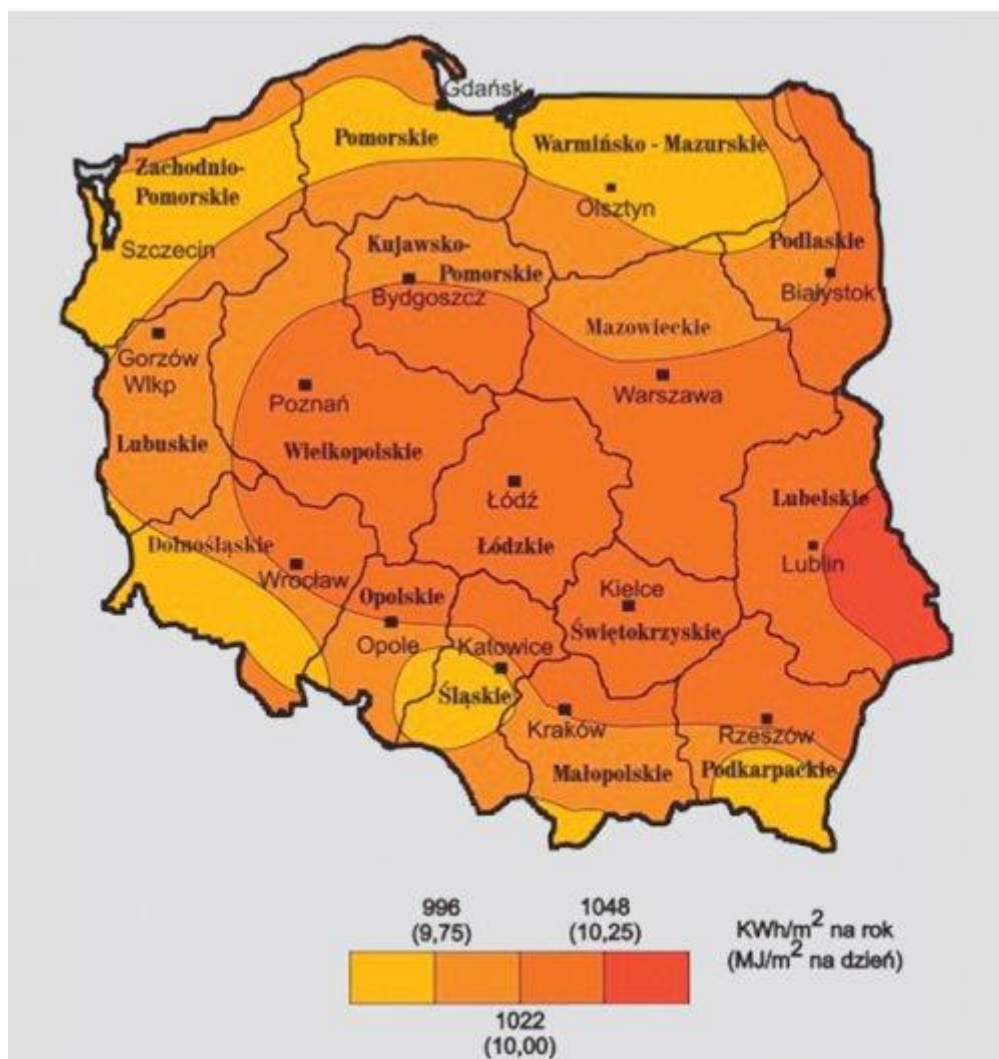 Gdańsk
Pomorskie
Warmińsko - Mazurskie
Zachodnio-
Pomorskie
Olsztyn
Szczecin
Kujawsko-
Pomorskie
Podlaskie
Bydgoszcz
Białystok
Mazowieckie
Gorzów
Wlkp
Poznań
Warszawa
Lubuskie
Wielkopolskie
Łódź
Lubelskie
Dolnośląskie
Łódzkie
Lublin
Wrocław
Kielce
Opolskie
Świętokrzyskie
Opole
Katowice
Śląskie
Kraków
Rzeszów
Małopolskie
Podkarpackie
996
(9,75)
1048
(10,25)
KWh/m² na rok
(MJ/m² na dzień)
1022
(10,00)